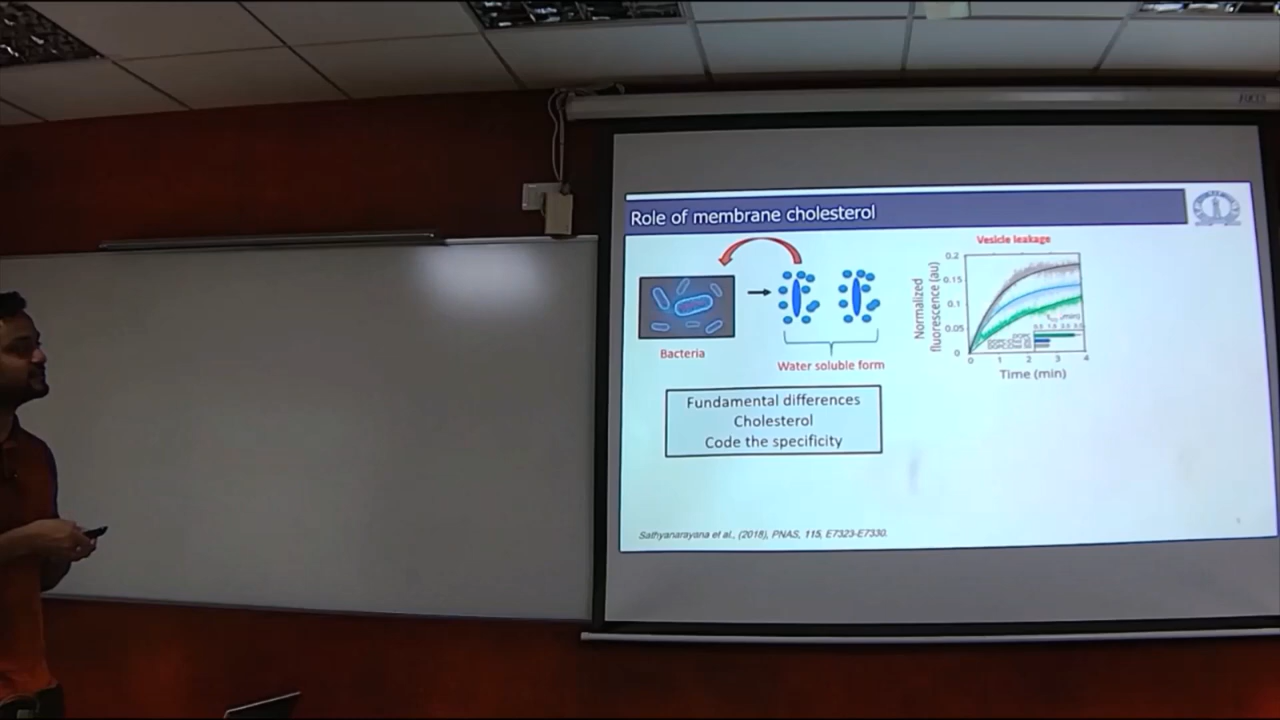 Role of membrane cholesterol
Bacteria
Water soluble form
Fundamental differences
Cholesterol
Code the specificity
Sathyanarayana et al., (2018), PNAS, 115, E7323-E7330.
Vesicle leakage
Normalized
fluorescence (au)
0.2
0.15
0.1
0.05
0
0 1 2 3 4
Time (min)
DOPC